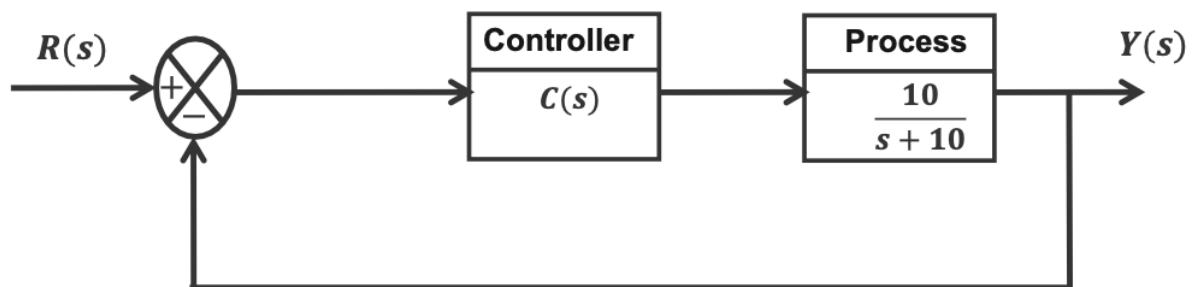 R(s)
+
−
Controller
C(s)
Process
10
s + 10
Y(s)